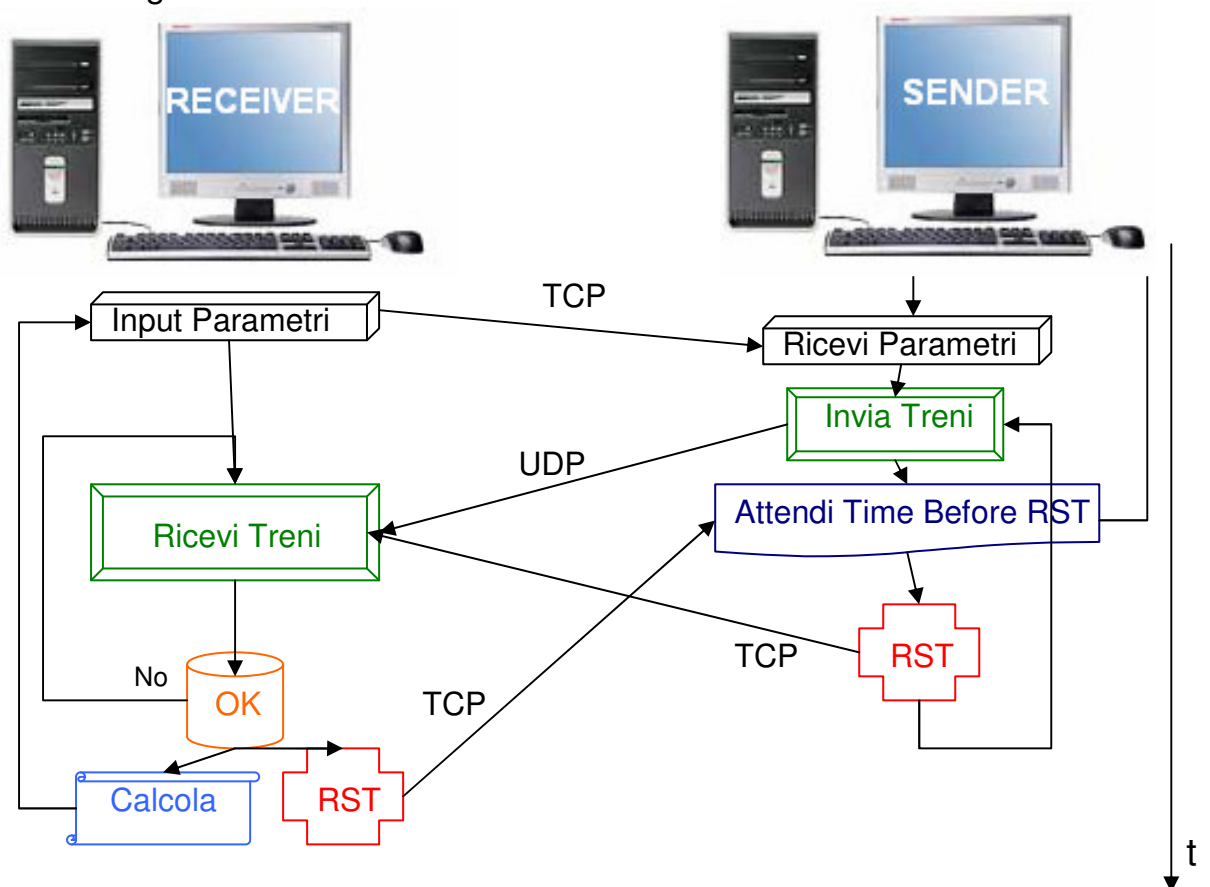 RECEIVER
SENDER
TCP
Input Parametri
Ricevi Parametri
Invia Treni
UDP
Attendi Time Before RST
Ricevi Treni
TCP
RST
No
OK
TCP
Calcola
RST
t